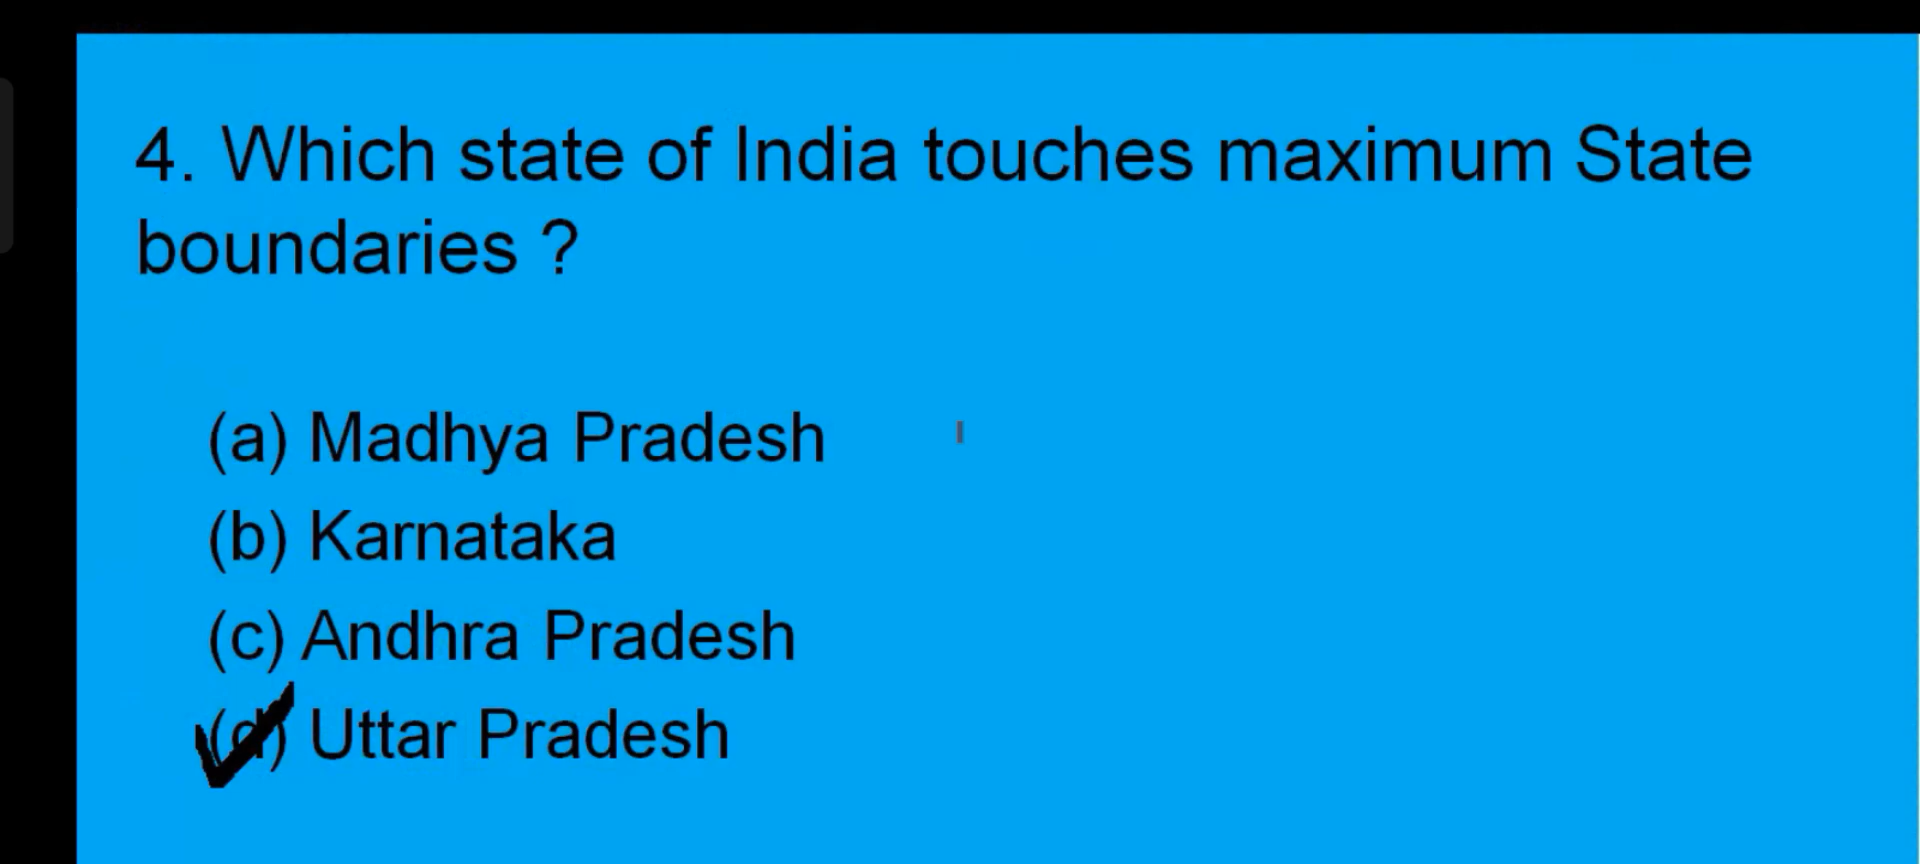 4. Which state of India touches maximum State
boundaries ?
(a) Madhya Pradesh
(b) Karnataka
(c) Andhra Pradesh
(d) Uttar Pradesh